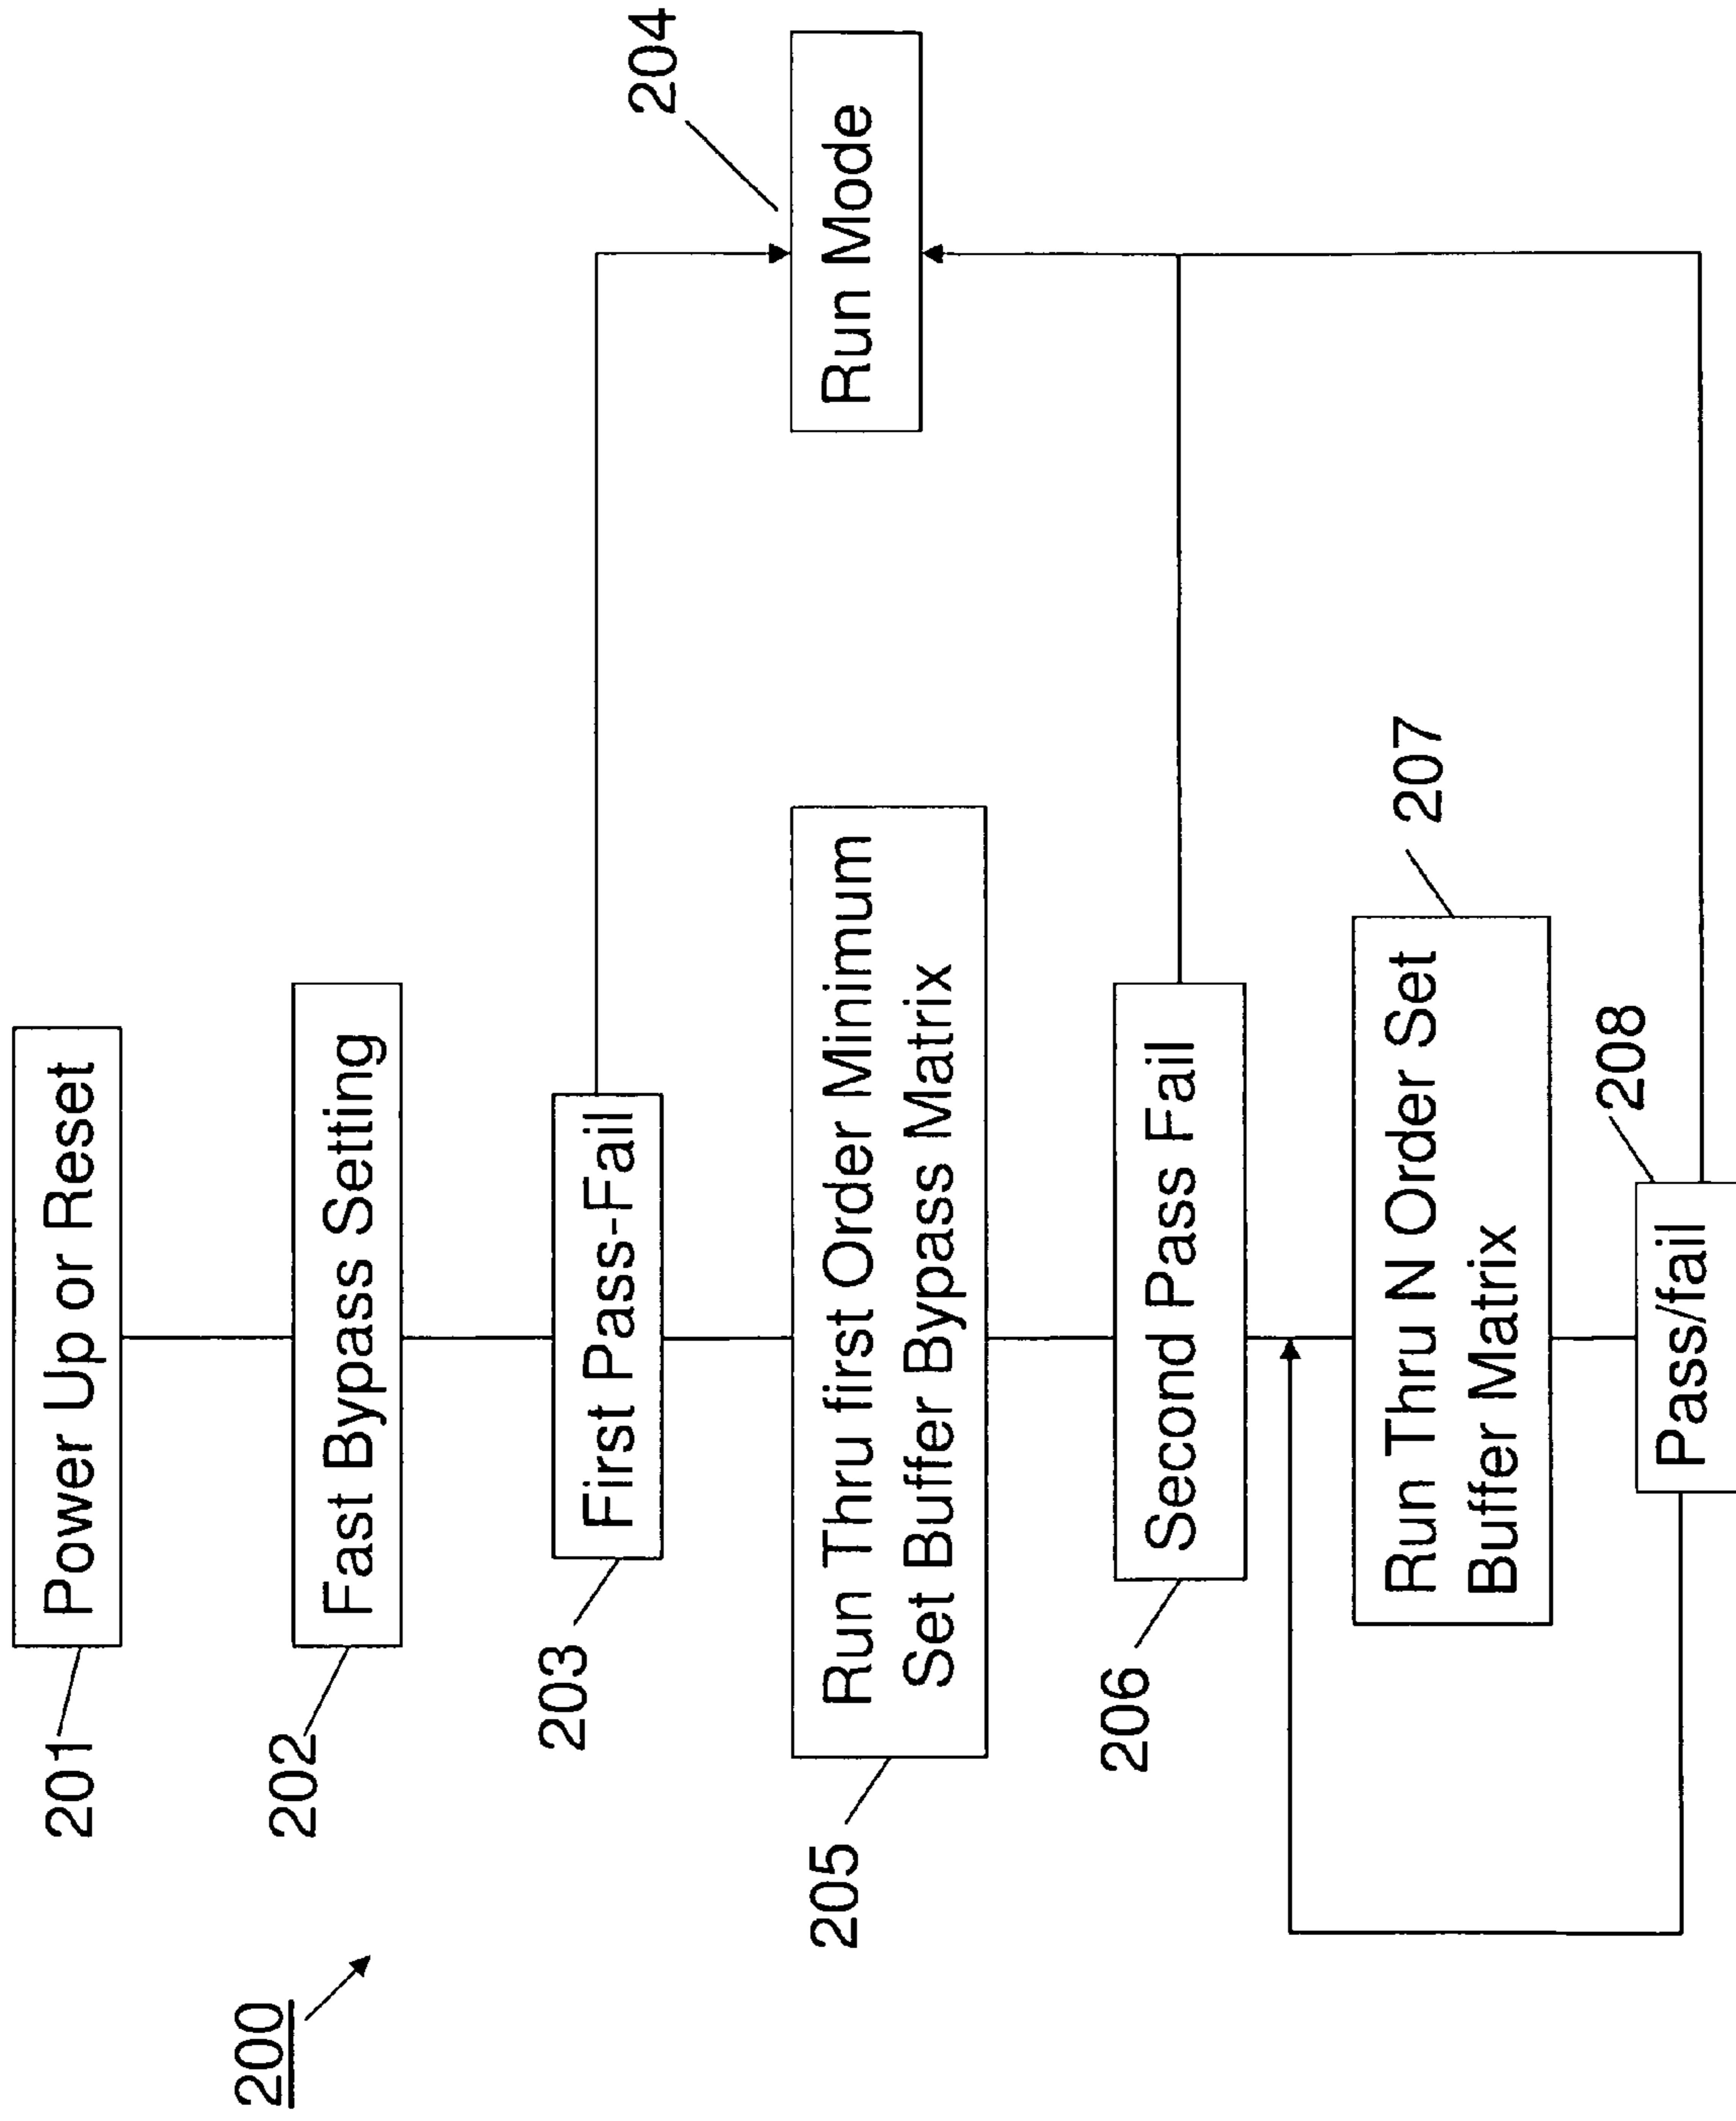 200
201
Power Up or Reset
202
Fast Bypass Setting
203
First Pass-Fail
204
Run Mode
205
Run Thru first Order Minimum
Set Buffer Bypass Matrix
206
Second Pass Fail
207
Run Thru N Order Set
Buffer Matrix
208
Pass/fail